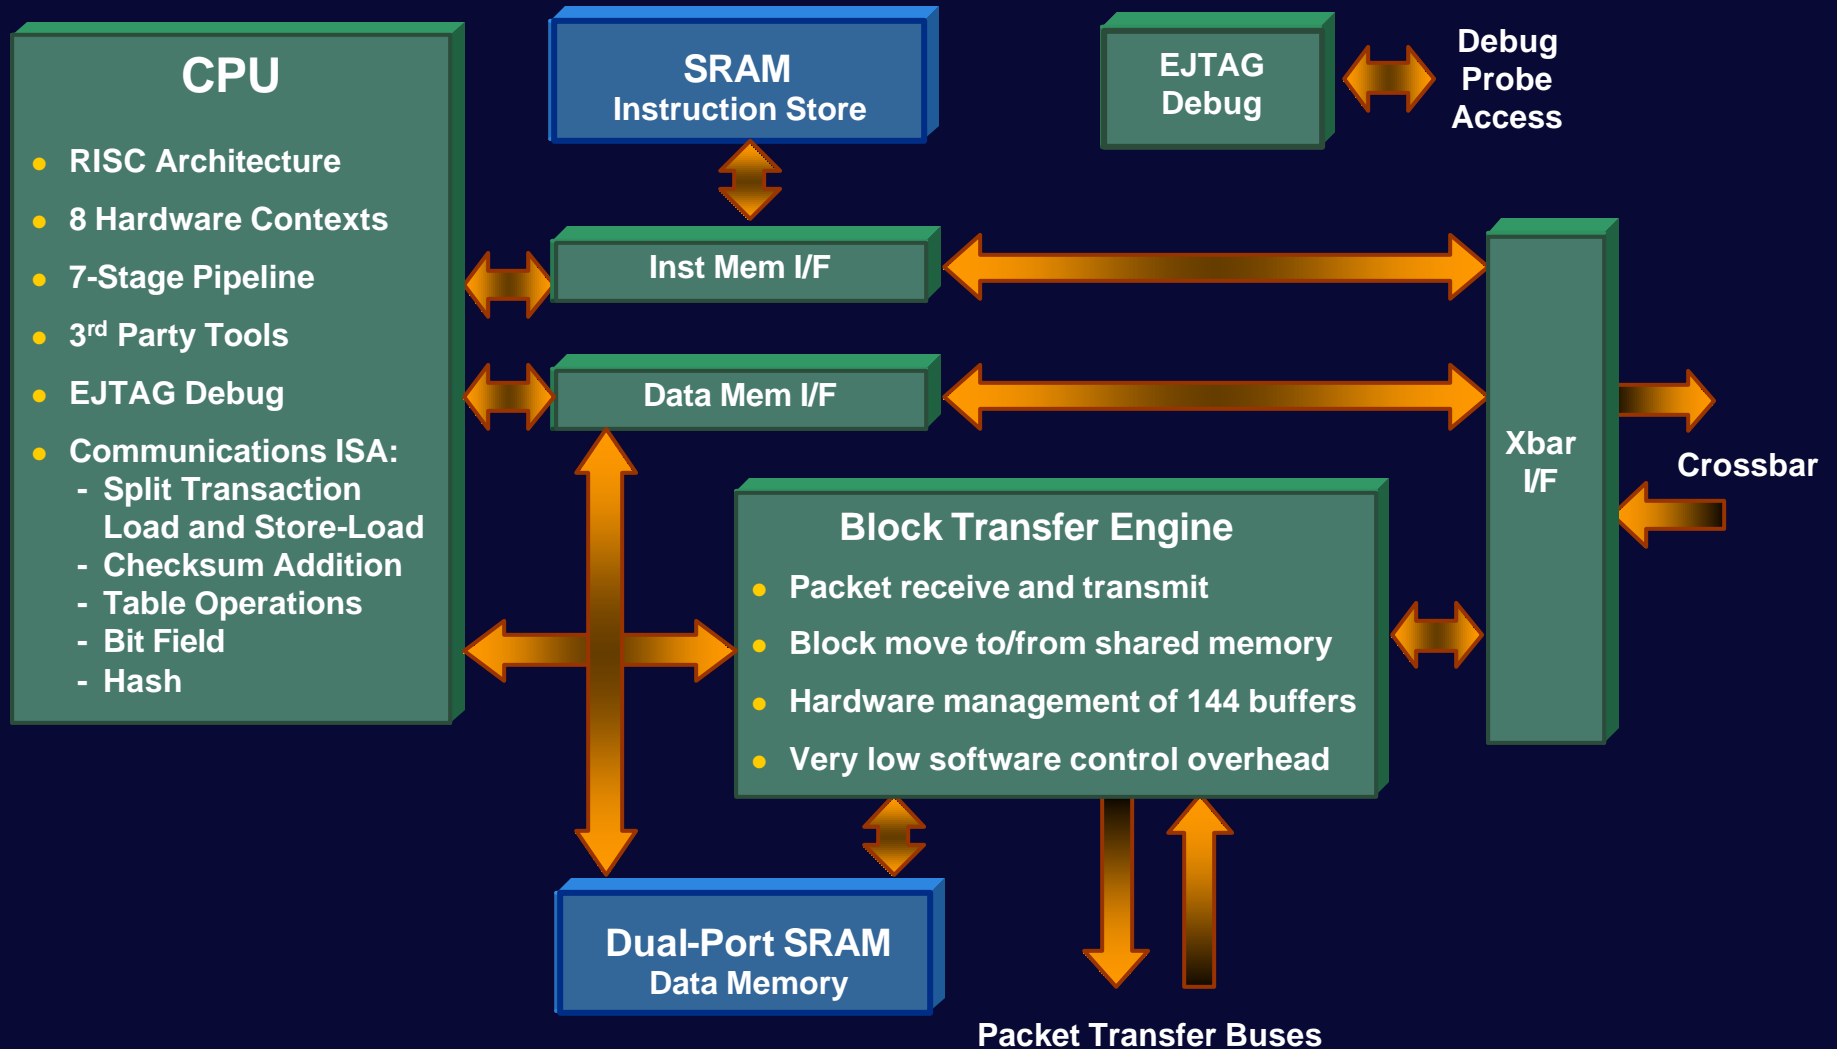 CPU
● RISC Architecture
● 8 Hardware Contexts
● 7-Stage Pipeline
● 3rd Party Tools
● EJTAG Debug
● Communications ISA:
- Split Transaction
Load and Store-Load
- Checksum Addition
- Table Operations
- Bit Field
- Hash
SRAM
Instruction Store
EJTAG
Debug
Debug
Probe
Access
Inst Mem I/F
Data Mem I/F
Xbar
I/F
Crossbar
Block Transfer Engine
● Packet receive and transmit
● Block move to/from shared memory
● Hardware management of 144 buffers
● Very low software control overhead
Dual-Port SRAM
Data Memory
Packet Transfer Buses